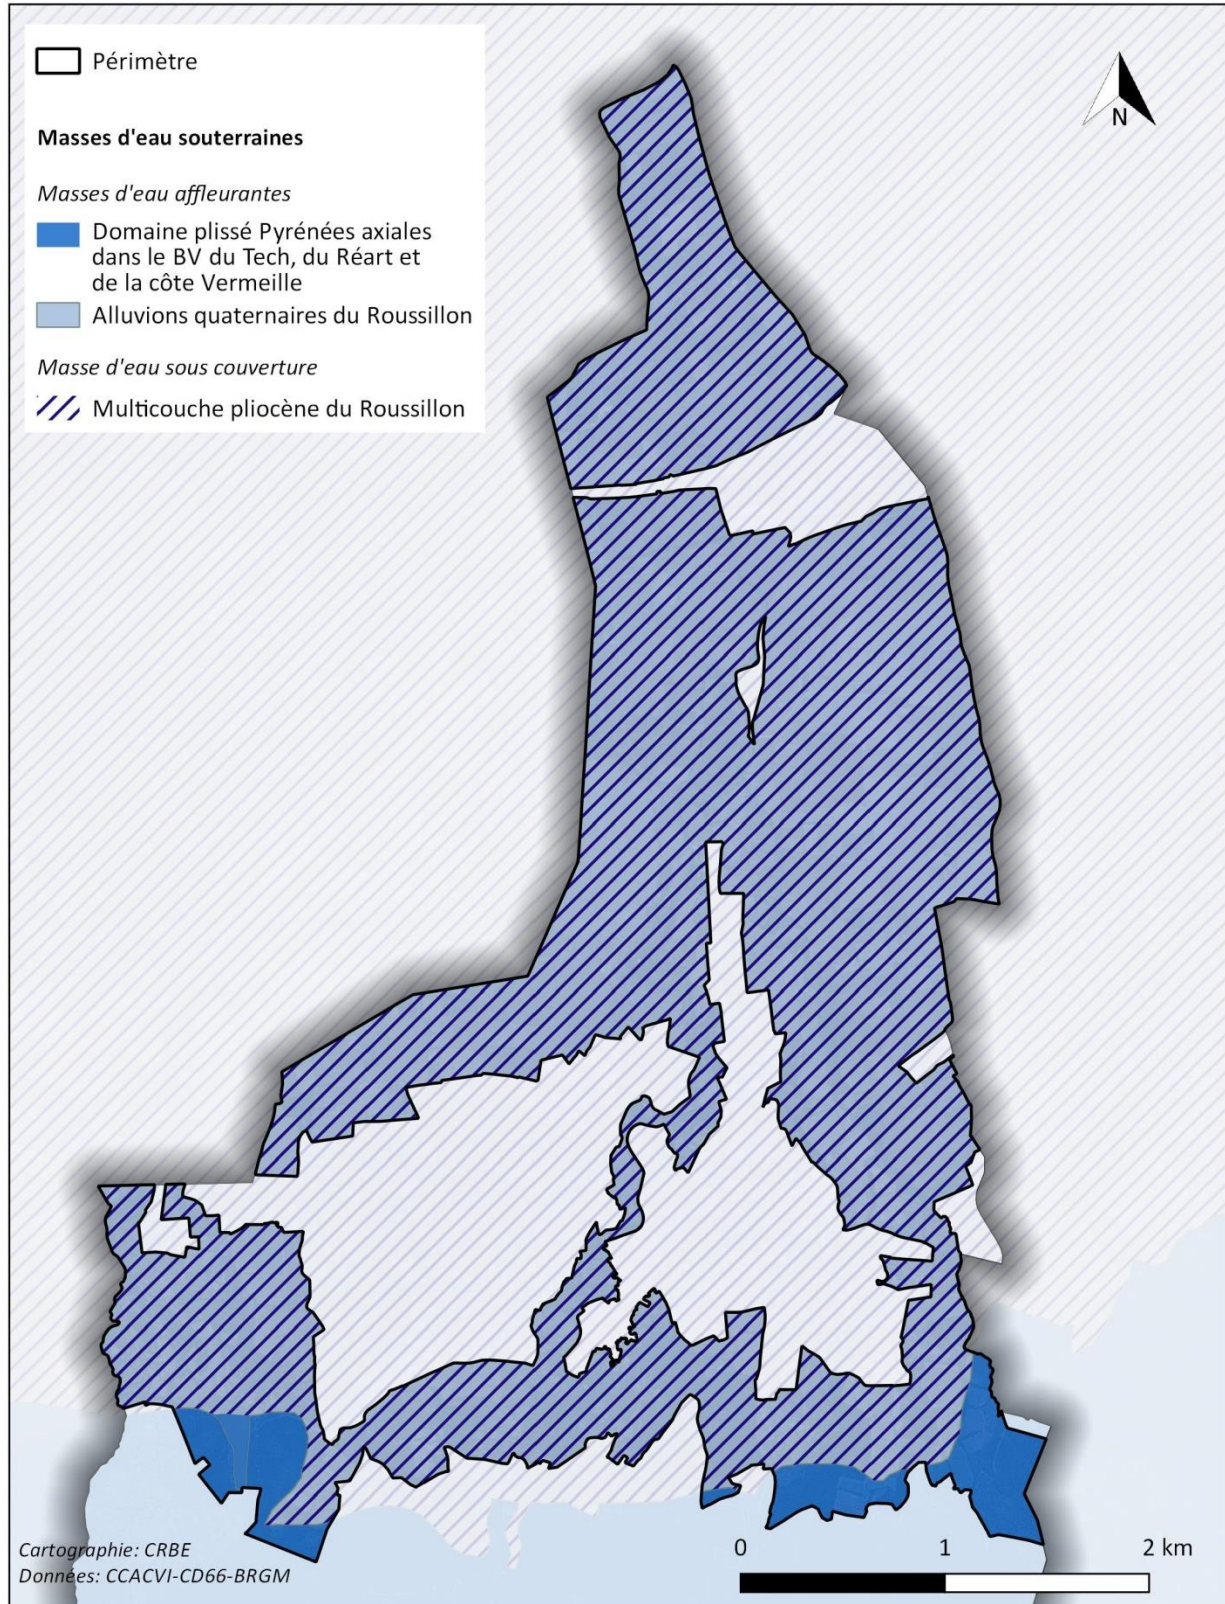 Périmètre
Masses d'eau souterraines
Masses d'eau affleurantes
Domaine plissé Pyrénées axiales
dans le BV du Tech, du Réart et
de la côte Vermeille
Alluvions quaternaires du Roussillon
Masse d'eau sous couverture
Multicouche pliocène du Roussillon
N
Cartographie: CRBE
Données: CCACVI-CD66-BRGM
0 1 2 km